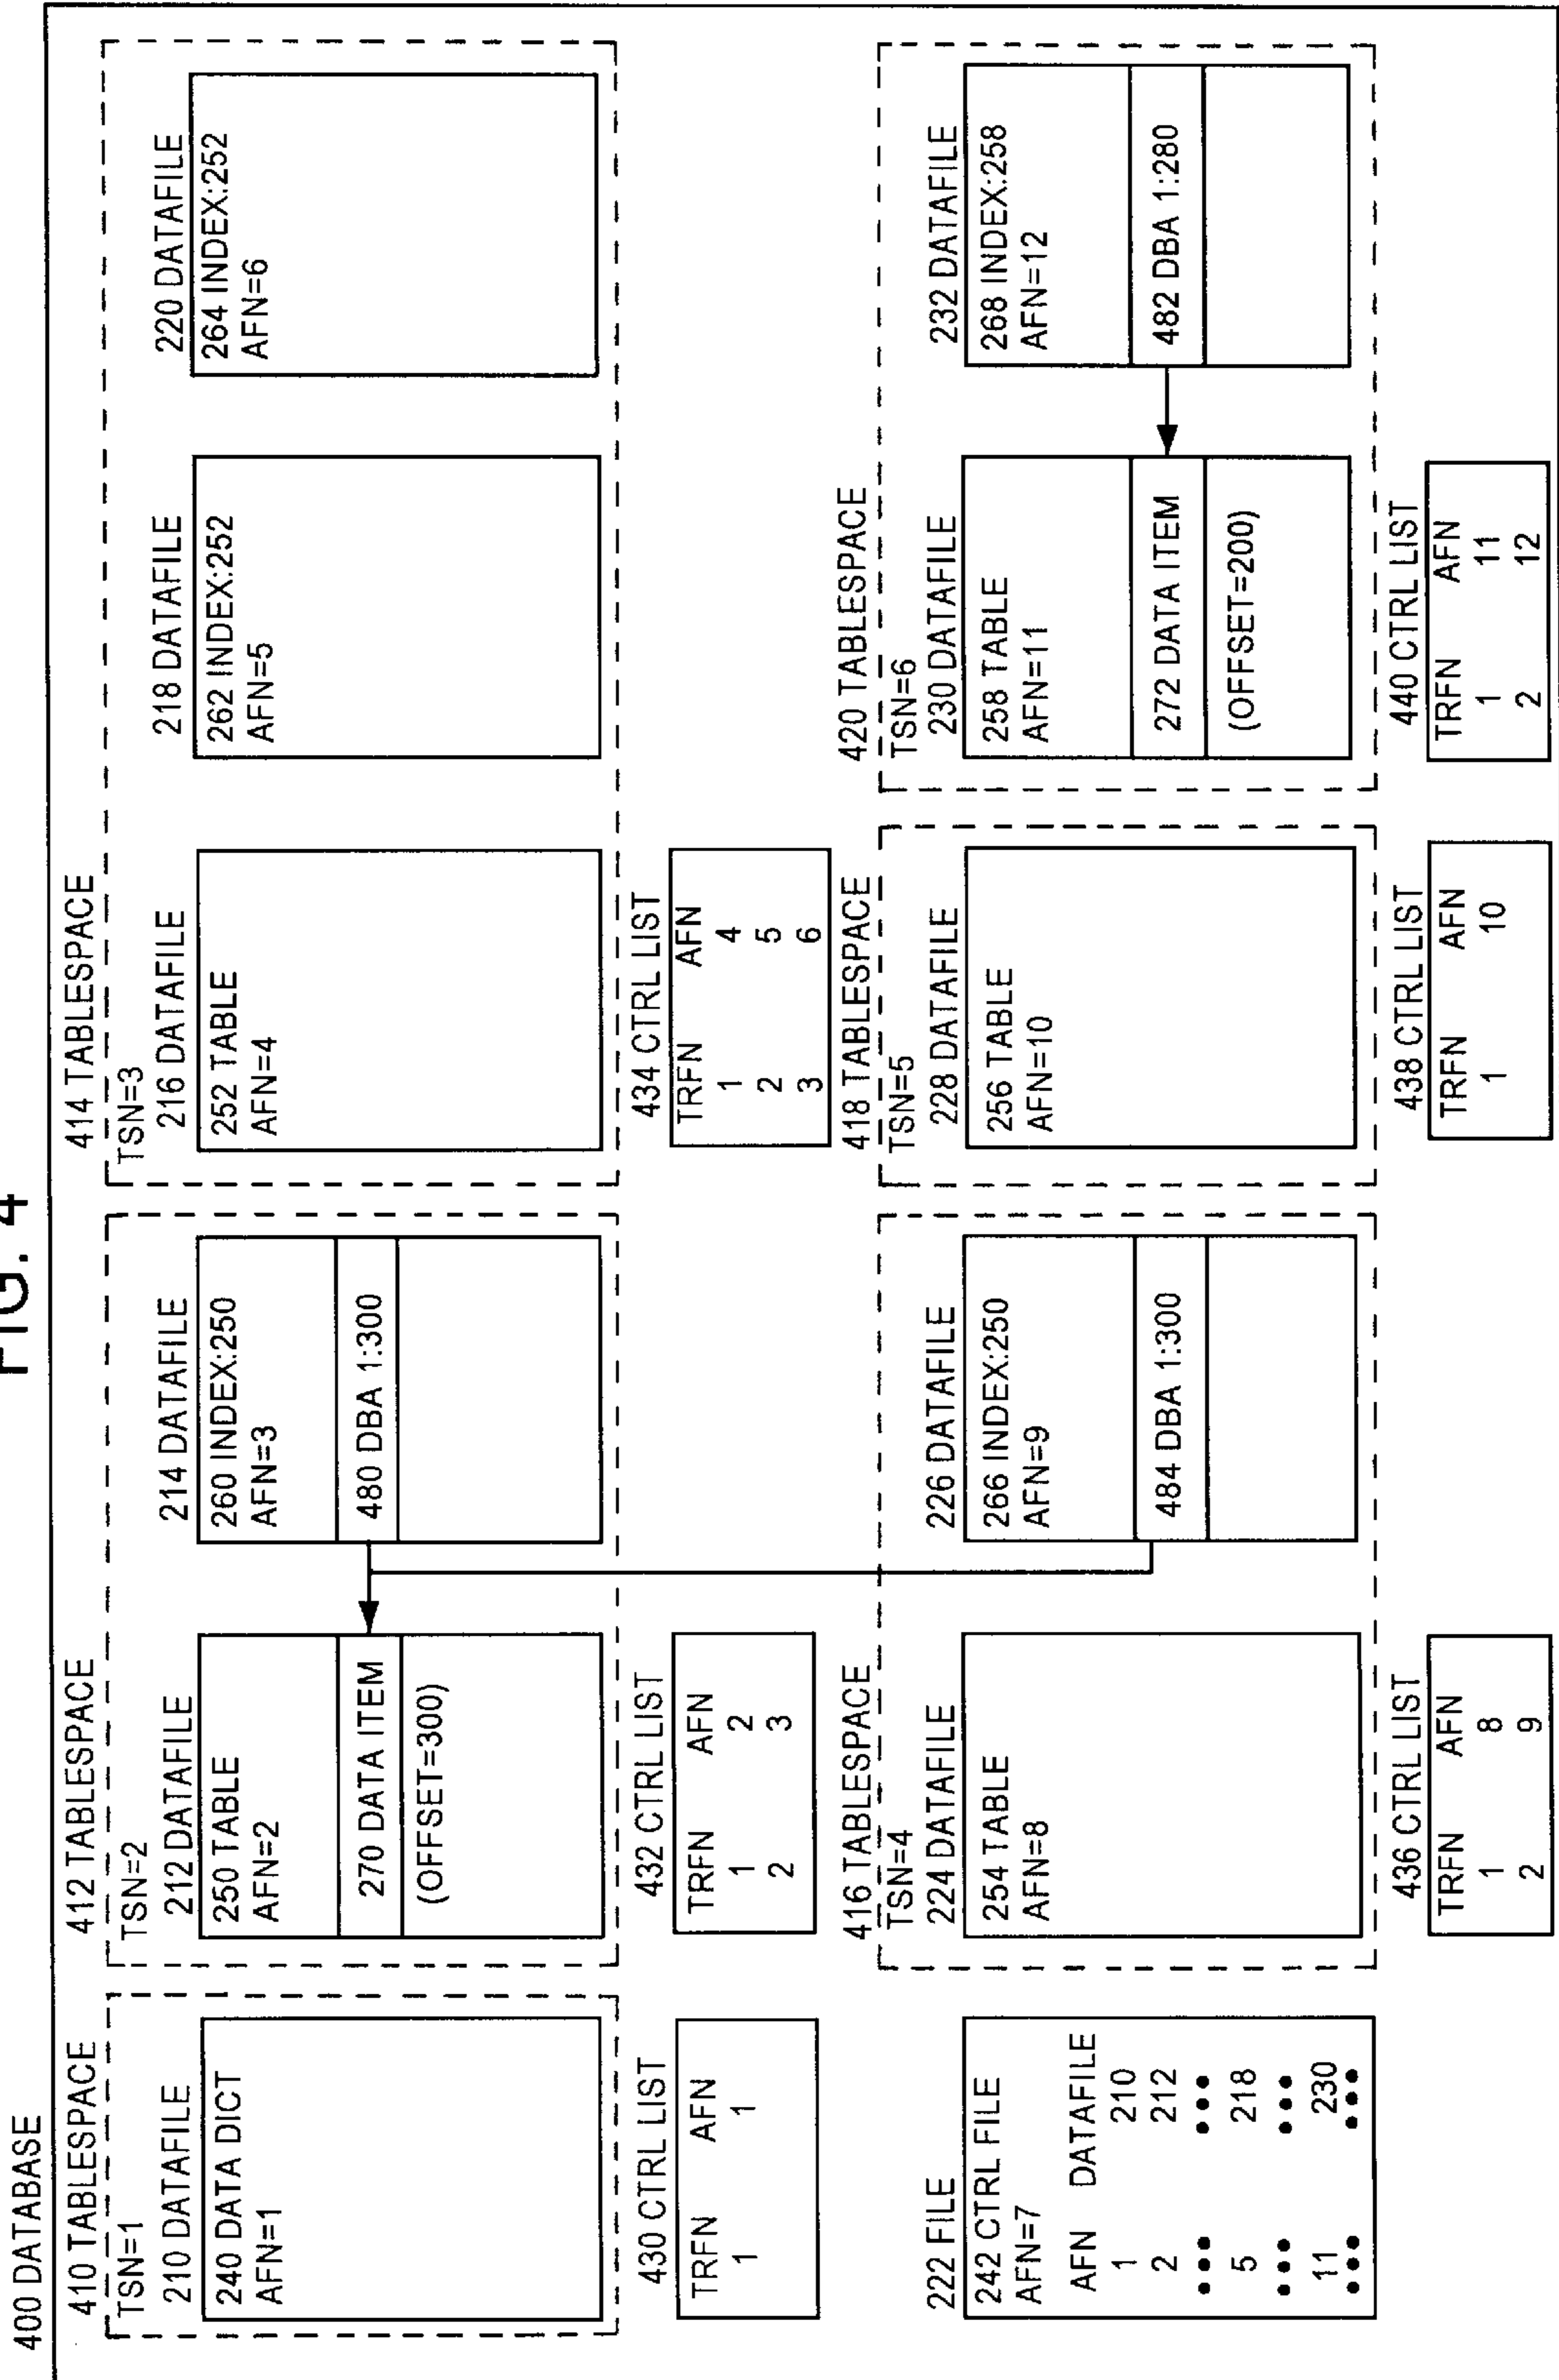 FIG. 4
400 DATABASE
410 TABLESPACE
TSN=1
210 DATAFILE
240 DATA DICT
AFN=1
430 CTRL LIST
TRFN AFN
1 1
412 TABLESPACE
TSN=2
212 DATAFILE
250 TABLE
AFN=2
270 DATA ITEM
(OFFSET=300)
214 DATAFILE
260 INDEX:250
AFN=3
480 DBA 1:300
432 CTRL LIST
TRFN AFN
1 2
2 3
414 TABLESPACE
TSN=3
216 DATAFILE
252 TABLE
AFN=4
218 DATAFILE
262 INDEX:252
AFN=5
220 DATAFILE
264 INDEX:252
AFN=6
434 CTRL LIST
TRFN AFN
1 4
2 5
3 6
222 FILE
242 CTRL FILE
AFN=7
AFN DATAFILE
1 210
2 212
••• •••
5 218
••• •••
11 230
••• •••
416 TABLESPACE
TSN=4
224 DATAFILE
254 TABLE
AFN=8
226 DATAFILE
266 INDEX:250
AFN=9
484 DBA 1:300
436 CTRL LIST
TRFN AFN
1 8
2 9
418 TABLESPACE
TSN=5
228 DATAFILE
256 TABLE
AFN=10
438 CTRL LIST
TRFN AFN
1 10
420 TABLESPACE
TSN=6
230 DATAFILE
258 TABLE
AFN=11
272 DATA ITEM
(OFFSET=200)
232 DATAFILE
268 INDEX:258
AFN=12
482 DBA 1:280
440 CTRL LIST
TRFN AFN
1 11
2 12